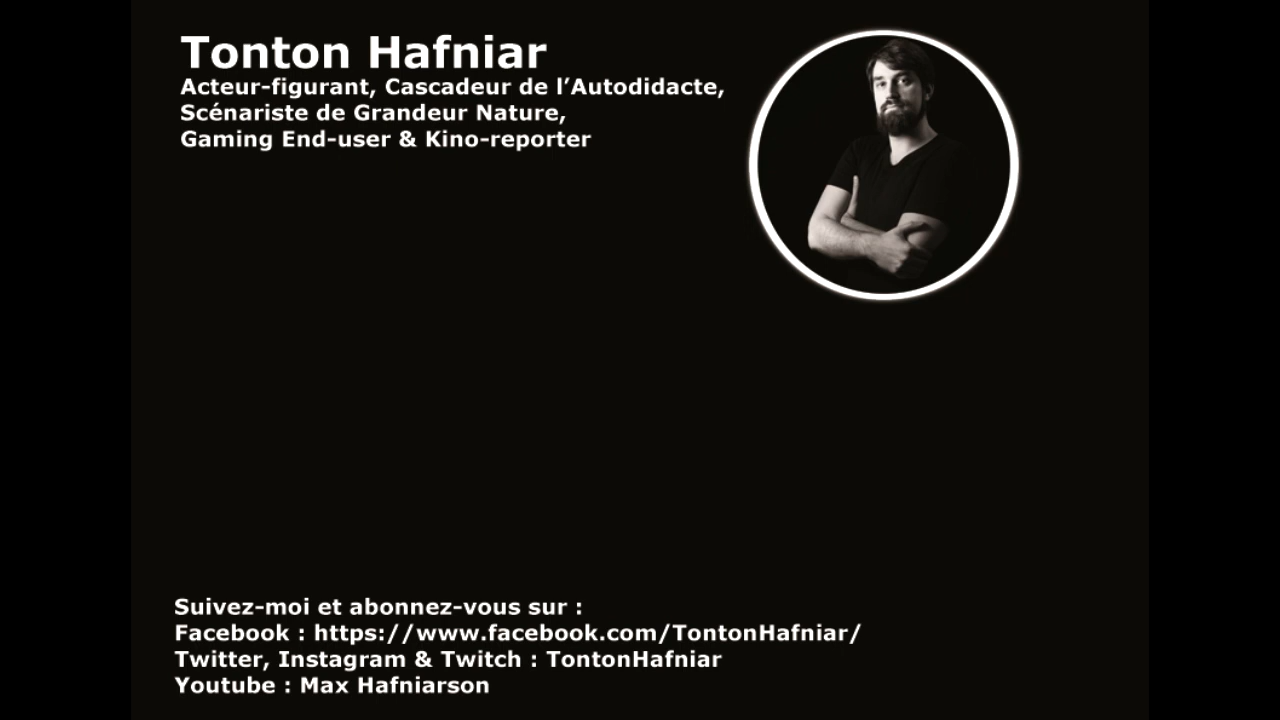 Tonton Hafniar
Acteur-figurant, Cascadeur de l’Autodidacte,
Scénariste de Grandeur Nature,
Gaming End-user & Kino-reporter
Suivez-moi et abonnez-vous sur :
Facebook : https://www.facebook.com/TontonHafniar/
Twitter, Instagram & Twitch : TontonHafniar
Youtube : Max Hafniarson